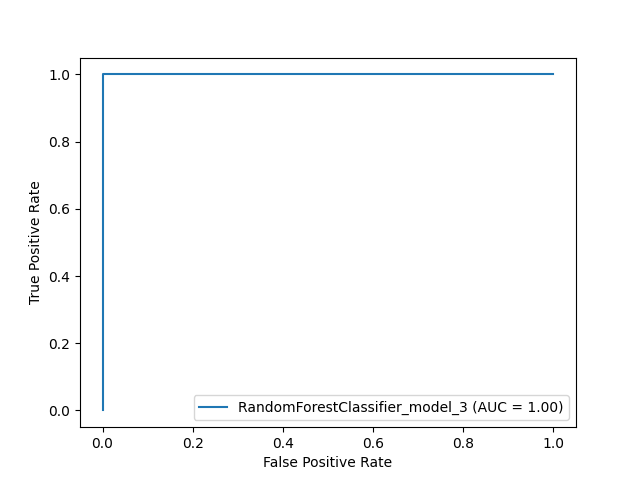 1.0
0.8
0.6
0.4
0.2
0.0
True Positive Rate
RandomForestClassifier_model_3 (AUC = 1.00)
0.0 0.2 0.4 0.6 0.8 1.0
False Positive Rate